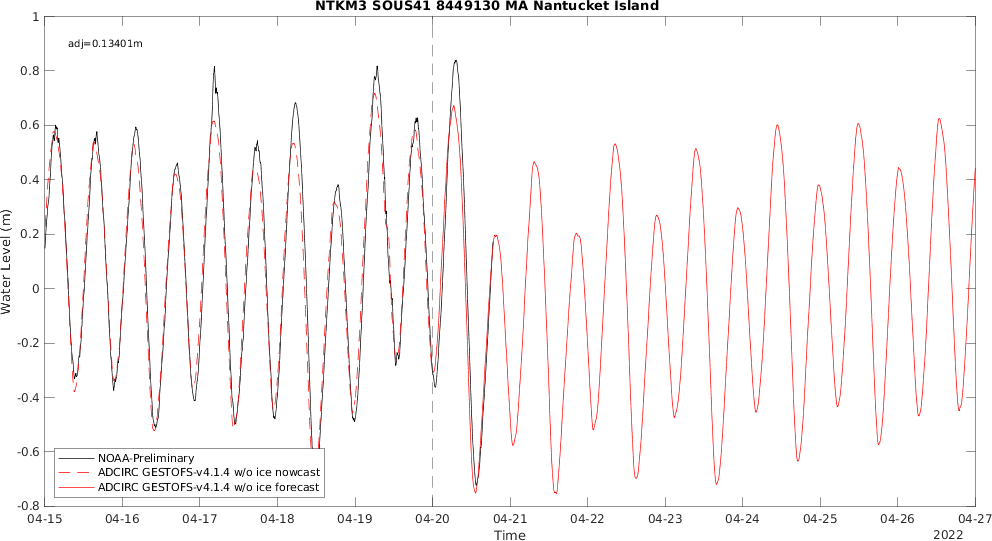 NTKM3 SOUS41 8449130 MA Nantucket Island
adj=0.13401m
Water Level (m)
1
0.8
0.6
0.4
0.2
0
-0.2
-0.4
-0.6
-0.8
NOAA-Preliminary
ADCIRC GESTOFS-v4.1.4 w/o ice nowcast
ADCIRC GESTOFS-v4.1.4 w/o ice forecast
04-15 04-16 04-17 04-18 04-19 04-20 04-21 04-22 04-23 04-24 04-25 04-26 04-27
Time
2022